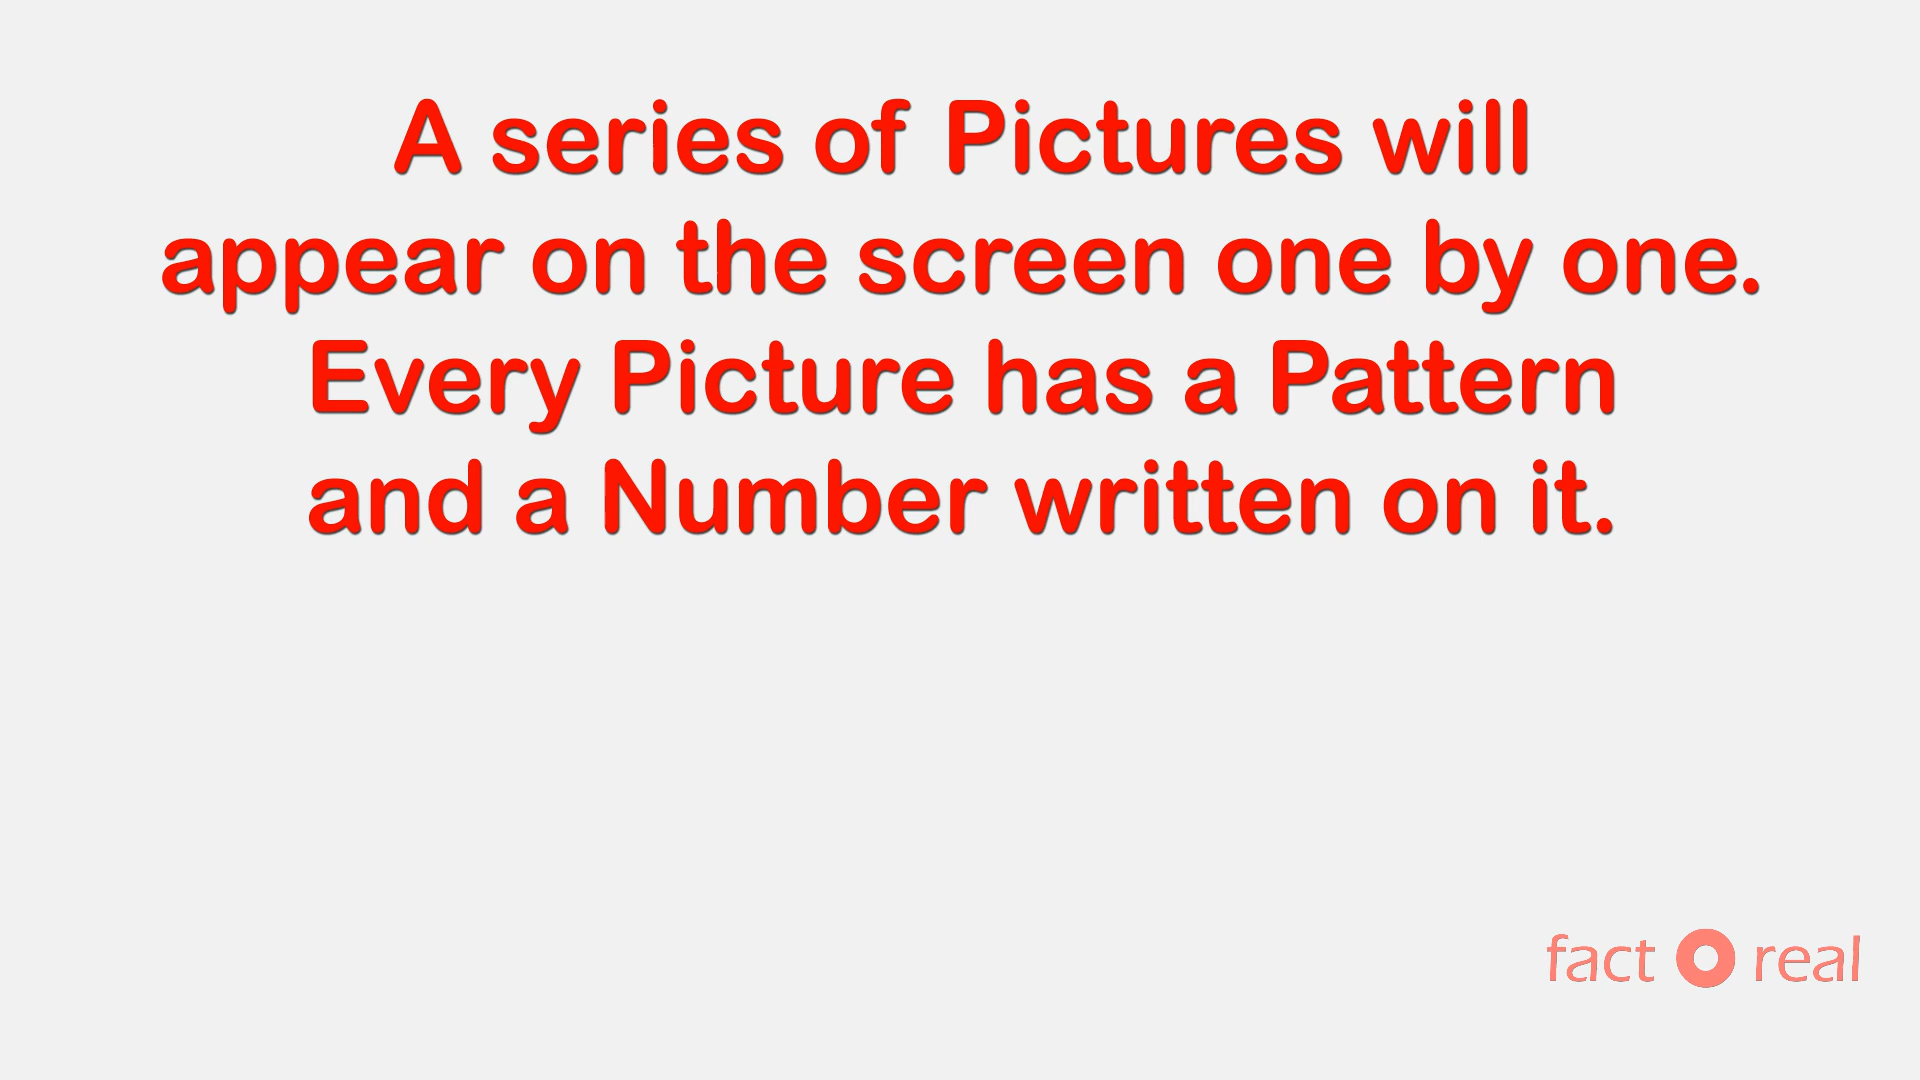 A series of Pictures will
appear on the screen one by one.
Every Picture has a Pattern
and a Number written on it.
fact O real